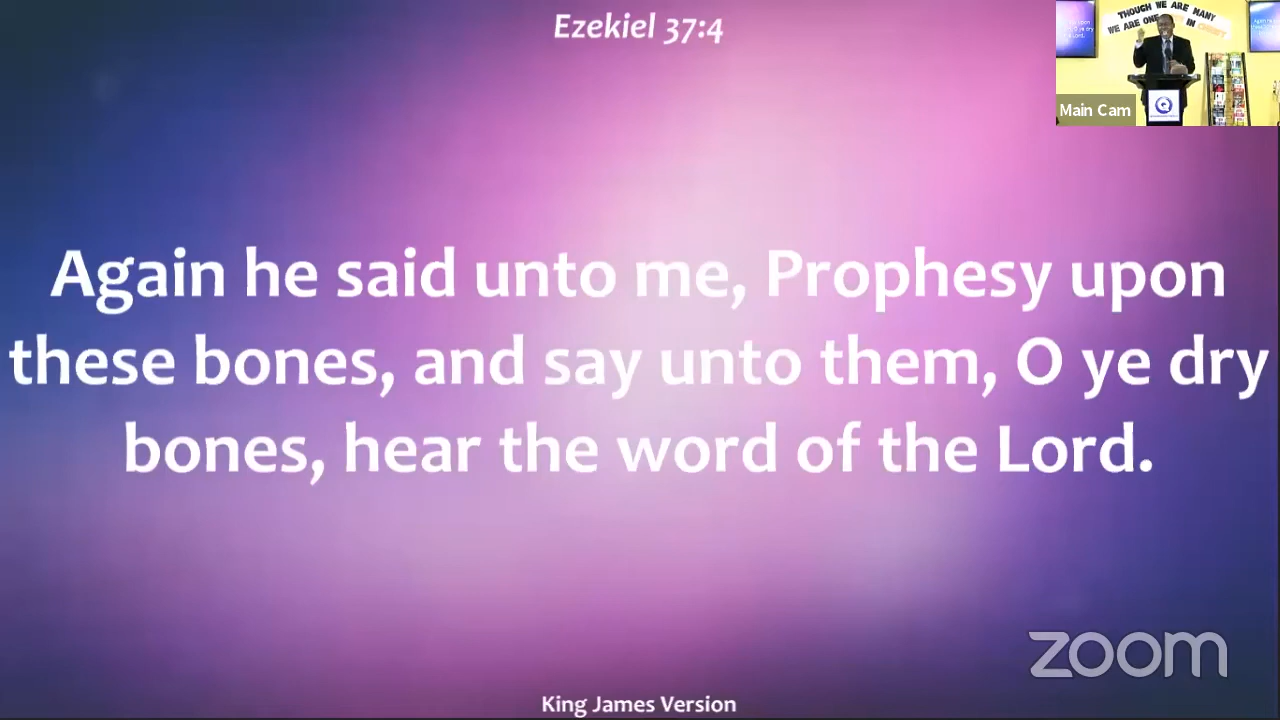 Ezekiel 37:4
THOUGH WE ARE MANY
WE ARE ONE
IN CHRIST
Main Cam
Again he said unto me, Prophesy upon
these bones, and say unto them, O ye dry
bones, hear the word of the Lord.
zoom
King James Version